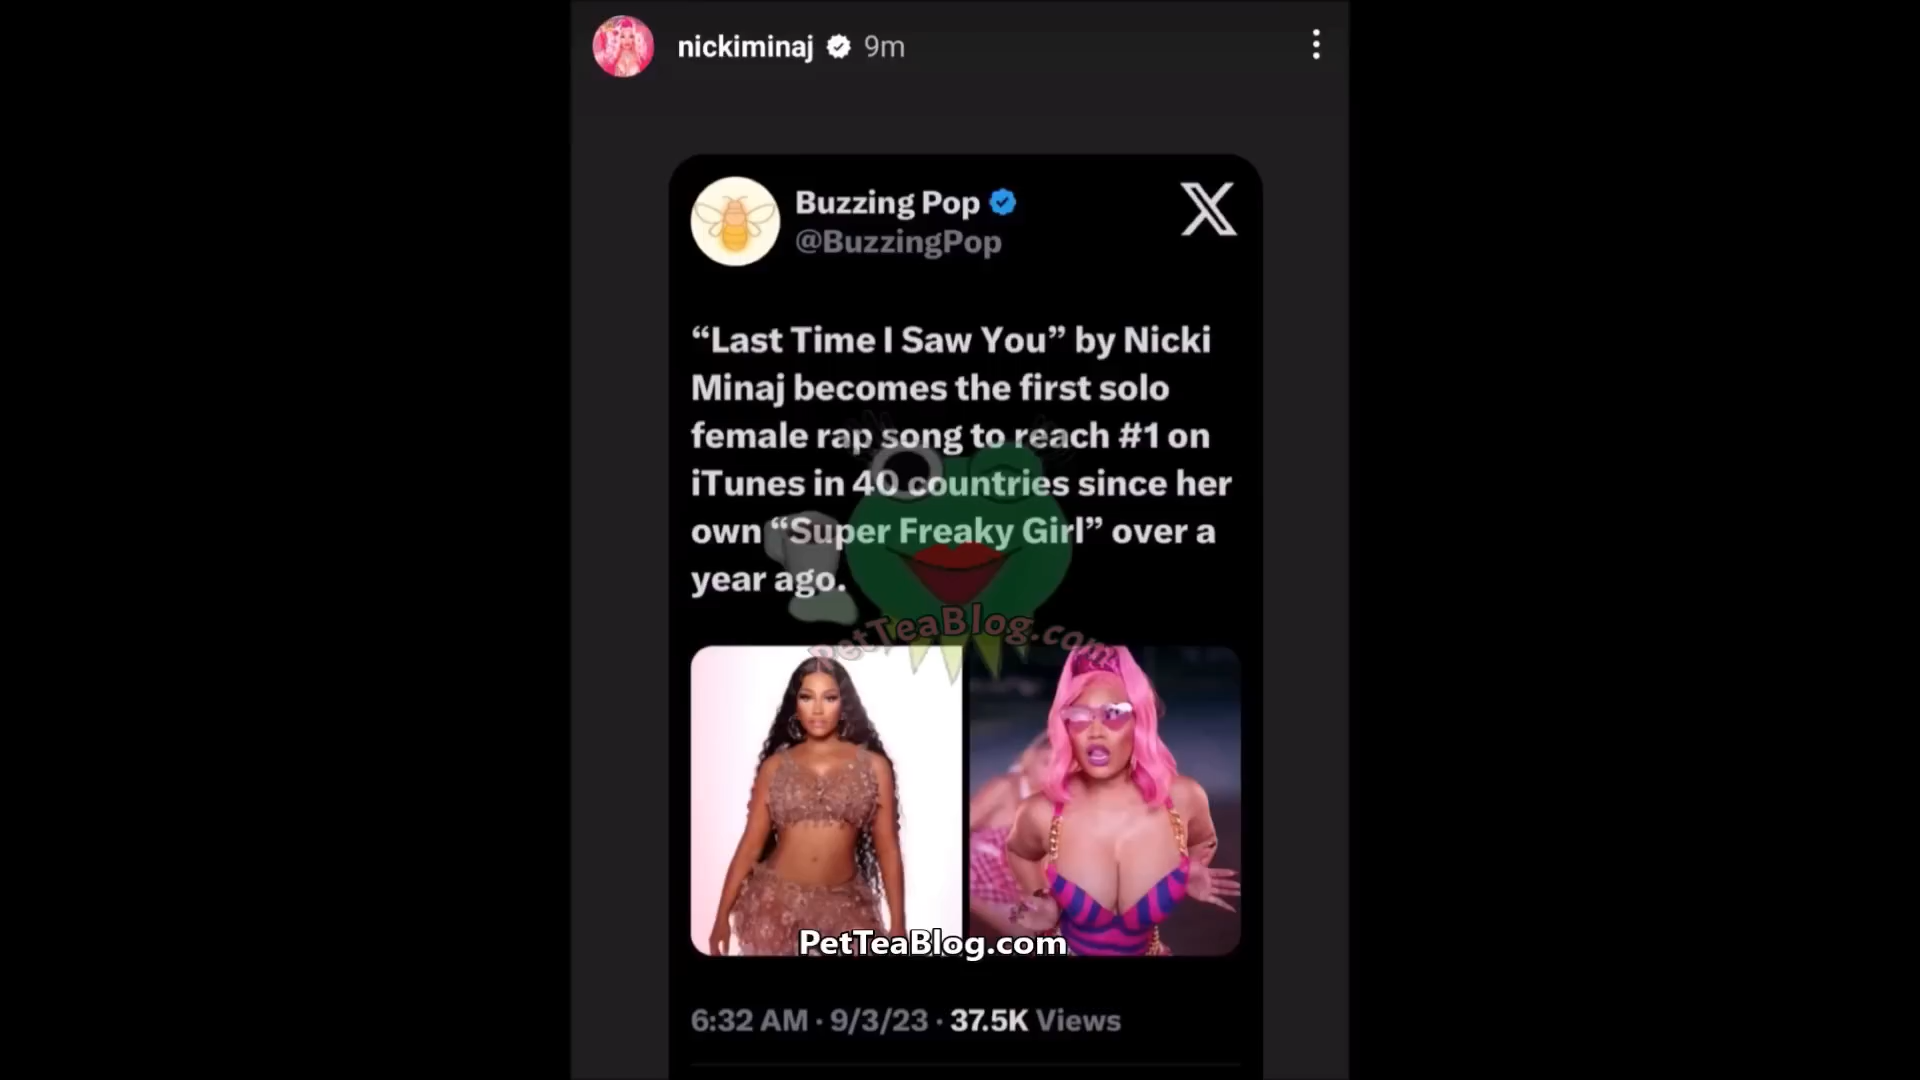 nickiminaj 9m
Buzzing Pop
@BuzzingPop
“Last Time I Saw You” by Nicki
Minaj becomes the first solo
female rap song to reach #1 on
iTunes in 40 countries since her
own “Super Freaky Girl” over a
year ago.
PetTeaBlog.com
PetTeaBlog.com
6:32 AM · 9/3/23 · 37.5K Views